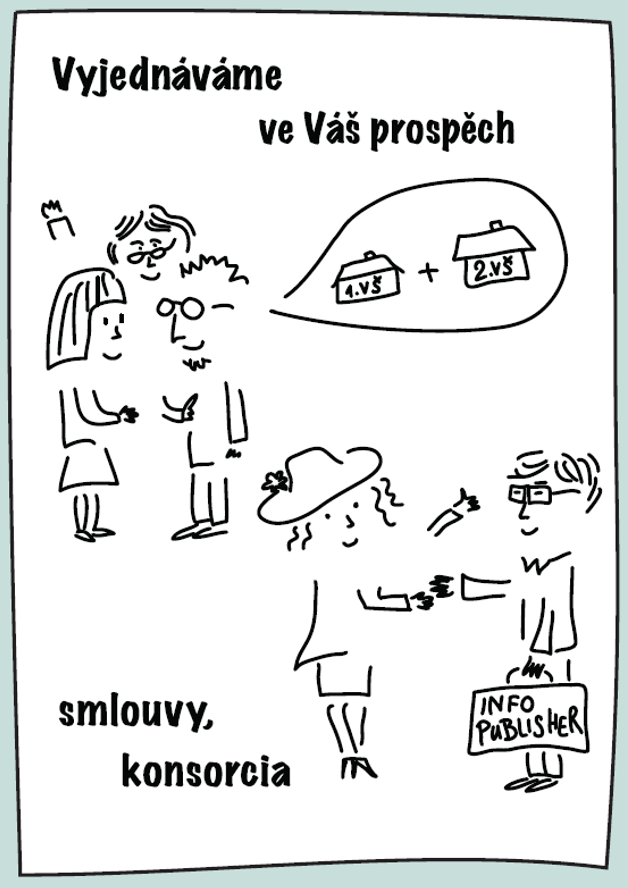 Vyjednáváme
ve Váš prospěch
1.VŠ + 2.VŠ
INFO
PUBLISHER
smlouvy,
konsorcia